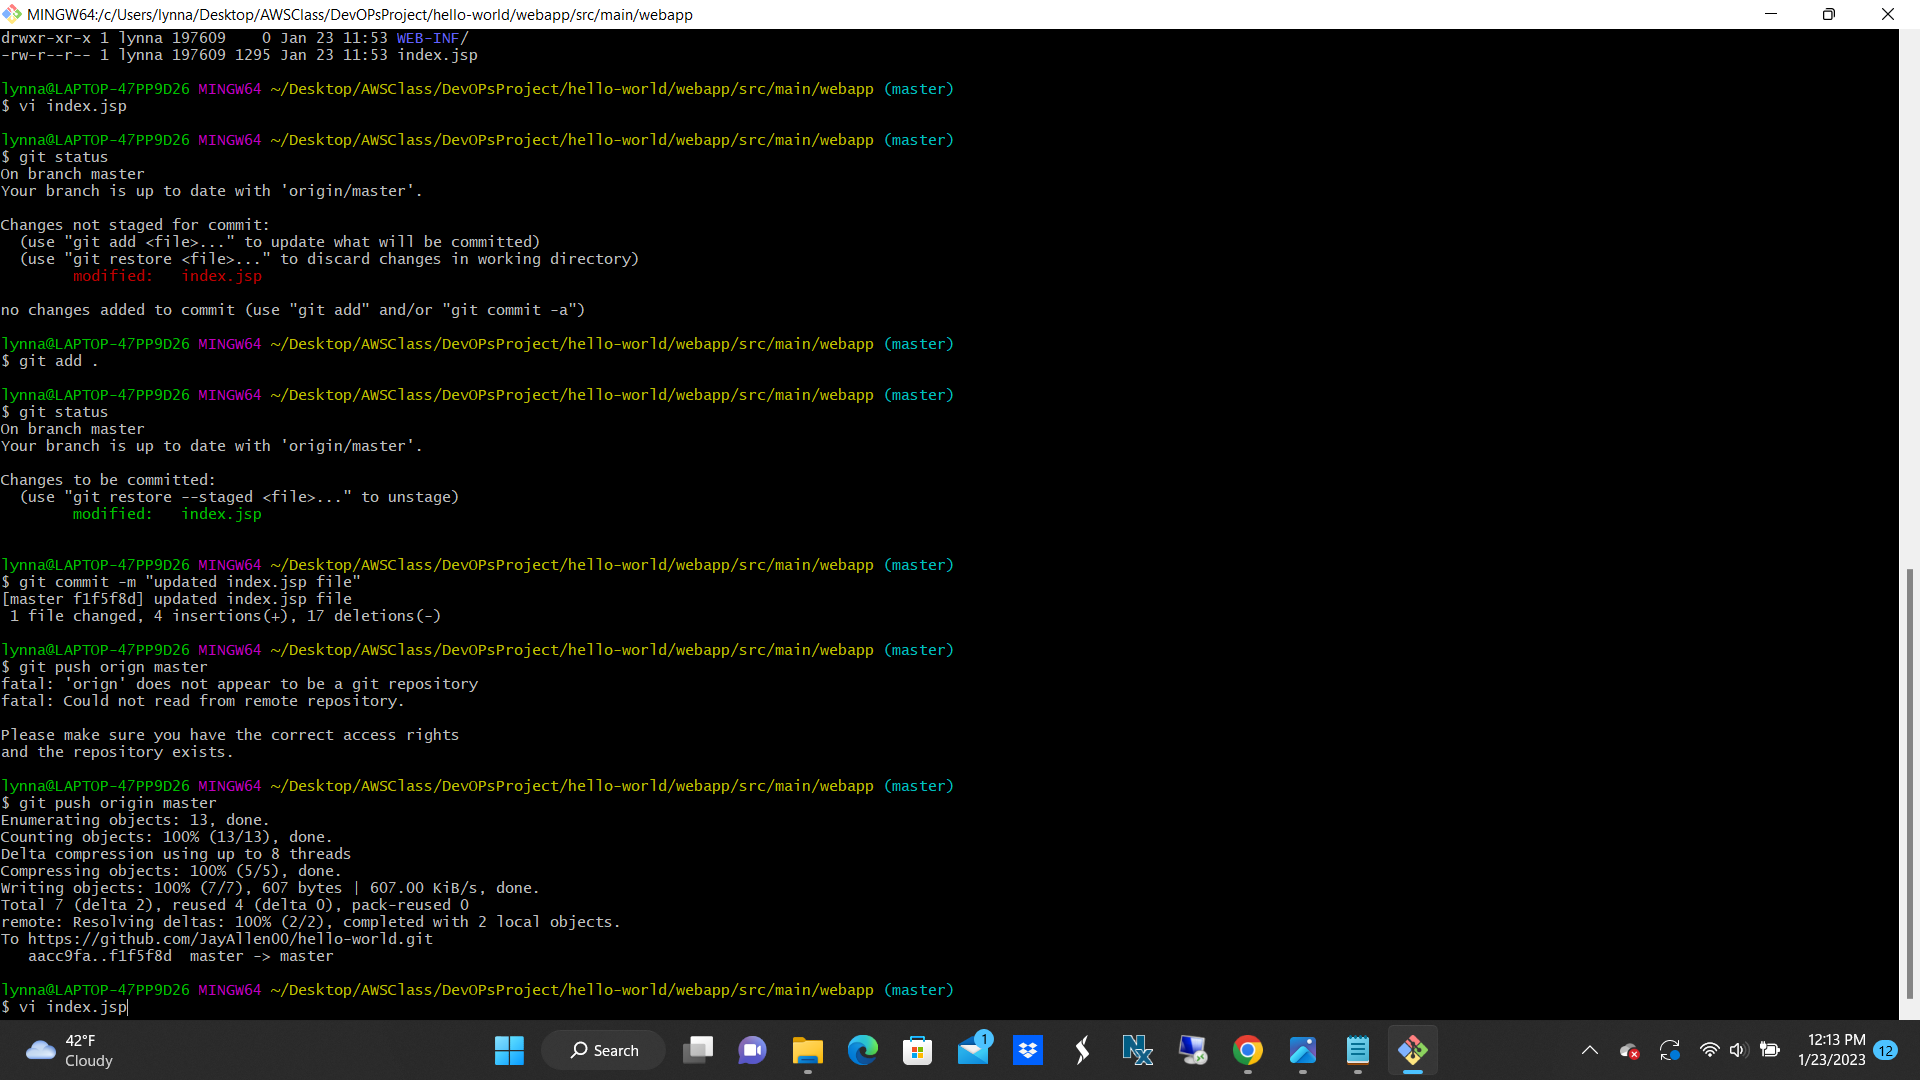 MINGW64:/c/Users/lynna/Desktop/AWSClass/DevOPsProject/hello-world/webapp/src/main/webapp
drwxr-xr-x 1 lynna 197609    0 Jan 23 11:53 WEB-INF/
-rw-r--r-- 1 lynna 197609 1295 Jan 23 11:53 index.jsp
lynna@LAPTOP-47PP9D26 MINGW64 ~/Desktop/AWSClass/DevOPsProject/hello-world/webapp/src/main/webapp (master)
$ vi index.jsp
lynna@LAPTOP-47PP9D26 MINGW64 ~/Desktop/AWSClass/DevOPsProject/hello-world/webapp/src/main/webapp (master)
$ git status
On branch master
Your branch is up to date with 'origin/master'.
Changes not staged for commit:
  (use "git add <file>..." to update what will be committed)
  (use "git restore <file>..." to discard changes in working directory)
        modified:   index.jsp
no changes added to commit (use "git add" and/or "git commit -a")
lynna@LAPTOP-47PP9D26 MINGW64 ~/Desktop/AWSClass/DevOPsProject/hello-world/webapp/src/main/webapp (master)
$ git add .
lynna@LAPTOP-47PP9D26 MINGW64 ~/Desktop/AWSClass/DevOPsProject/hello-world/webapp/src/main/webapp (master)
$ git status
On branch master
Your branch is up to date with 'origin/master'.
Changes to be committed:
  (use "git restore --staged <file>..." to unstage)
        modified:   index.jsp
lynna@LAPTOP-47PP9D26 MINGW64 ~/Desktop/AWSClass/DevOPsProject/hello-world/webapp/src/main/webapp (master)
$ git commit -m "updated index.jsp file"
[master f1f5f8d] updated index.jsp file
 1 file changed, 4 insertions(+), 17 deletions(-)
lynna@LAPTOP-47PP9D26 MINGW64 ~/Desktop/AWSClass/DevOPsProject/hello-world/webapp/src/main/webapp (master)
$ git push orign master
fatal: 'orign' does not appear to be a git repository
fatal: Could not read from remote repository.
Please make sure you have the correct access rights
and the repository exists.
lynna@LAPTOP-47PP9D26 MINGW64 ~/Desktop/AWSClass/DevOPsProject/hello-world/webapp/src/main/webapp (master)
$ git push origin master
Enumerating objects: 13, done.
Counting objects: 100% (13/13), done.
Delta compression using up to 8 threads
Compressing objects: 100% (5/5), done.
Writing objects: 100% (7/7), 607 bytes | 607.00 KiB/s, done.
Total 7 (delta 2), reused 4 (delta 0), pack-reused 0
remote: Resolving deltas: 100% (2/2), completed with 2 local objects.
To https://github.com/JayAllen00/hello-world.git
   aacc9fa..f1f5f8d  master -> master
lynna@LAPTOP-47PP9D26 MINGW64 ~/Desktop/AWSClass/DevOPsProject/hello-world/webapp/src/main/webapp (master)
$ vi index.jsp
42°F
Cloudy
Search
1
12:13 PM
1/23/2023
12